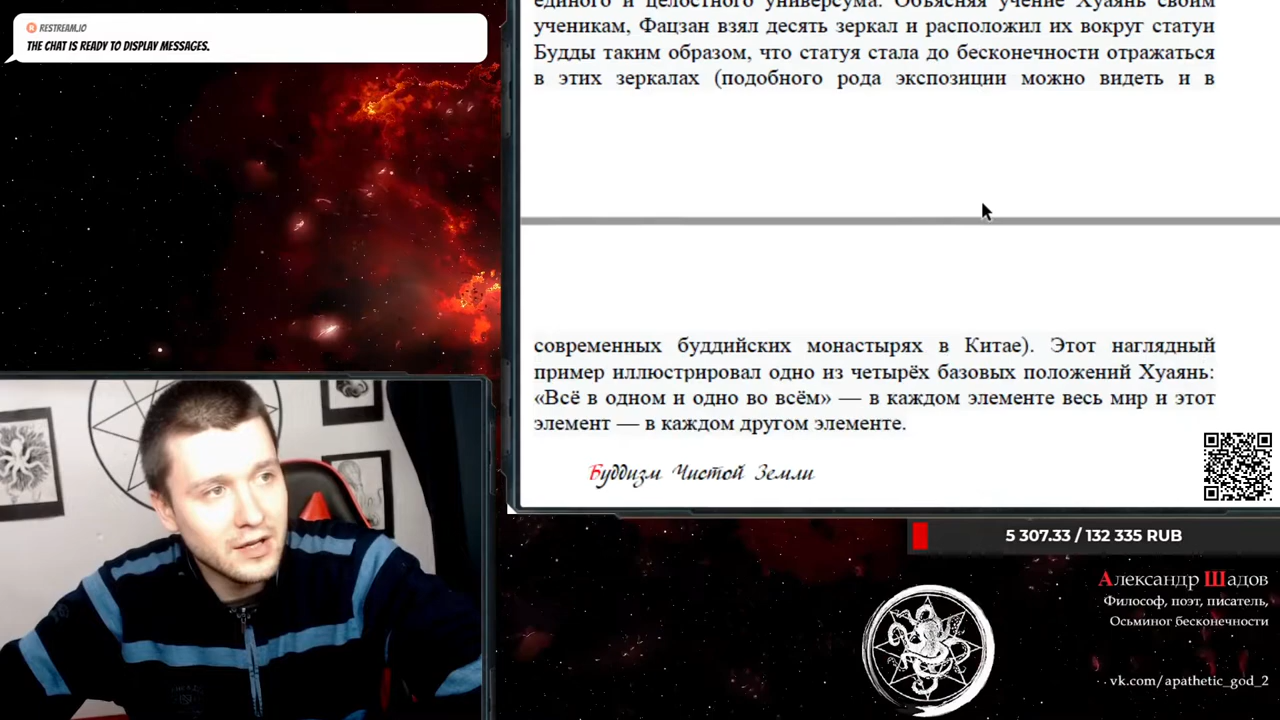 RESTREAM.IO
THE CHAT IS READY TO DISPLAY MESSAGES.
единого и целостного универсума. Объясняя учение Хуаянь своим
ученикам, Фацзан взял десять зеркал и расположил их вокруг статуи
Будды таким образом, что статуя стала до бесконечности отражаться
в этих зеркалах (подобного рода экспозиции можно видеть и в
современных буддийских монастырях в Китае). Этот наглядный
пример иллюстрировал одно из четырёх базовых положений Хуаянь:
«Всё в одном и одно во всём» — в каждом элементе весь мир и этот
элемент — в каждом другом элементе.
Буддизм Чистой Земли
5 307.33 / 132 335 RUB
Александр Шадов
Философ, поэт, писатель,
Осьминог бесконечности
vk.com/apathetic_god_2